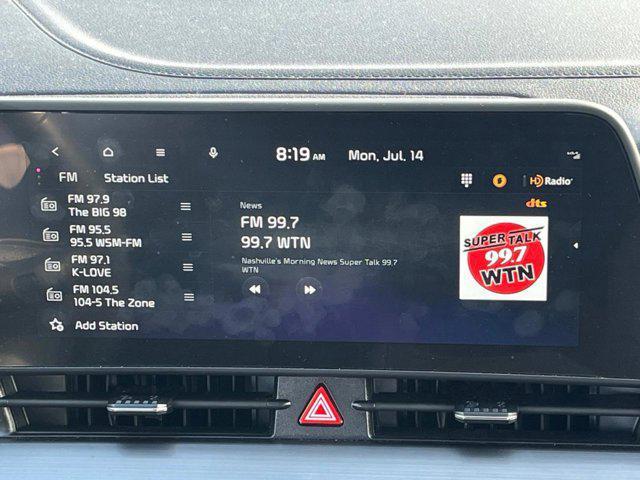 8:19 AM Mon, Jul. 14
FM Station List
HD Radio
dts
FM 97.9
The BIG 98
FM 95.5
95.5 WSM-FM
FM 97.1
K-LOVE
FM 104.5
104-5 The Zone
Add Station
News
FM 99.7
99.7 WTN
Nashville's Morning News Super Talk 99.7
WTN
SUPER TALK
99.7
WTN